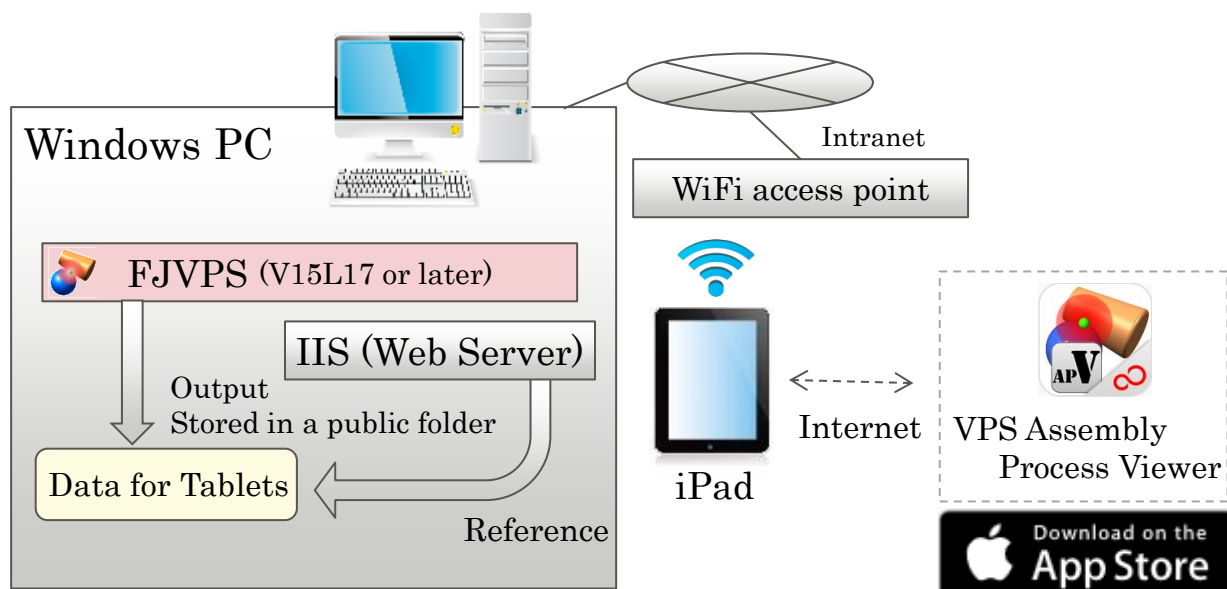 Windows PC
Intranet
WiFi access point
FJVPS (V15L17 or later)
IIS (Web Server)
Output
Stored in a public folder
Data for Tablets
Reference
iPad
Internet
APV
VPS Assembly
Process Viewer
Download on the
App Store